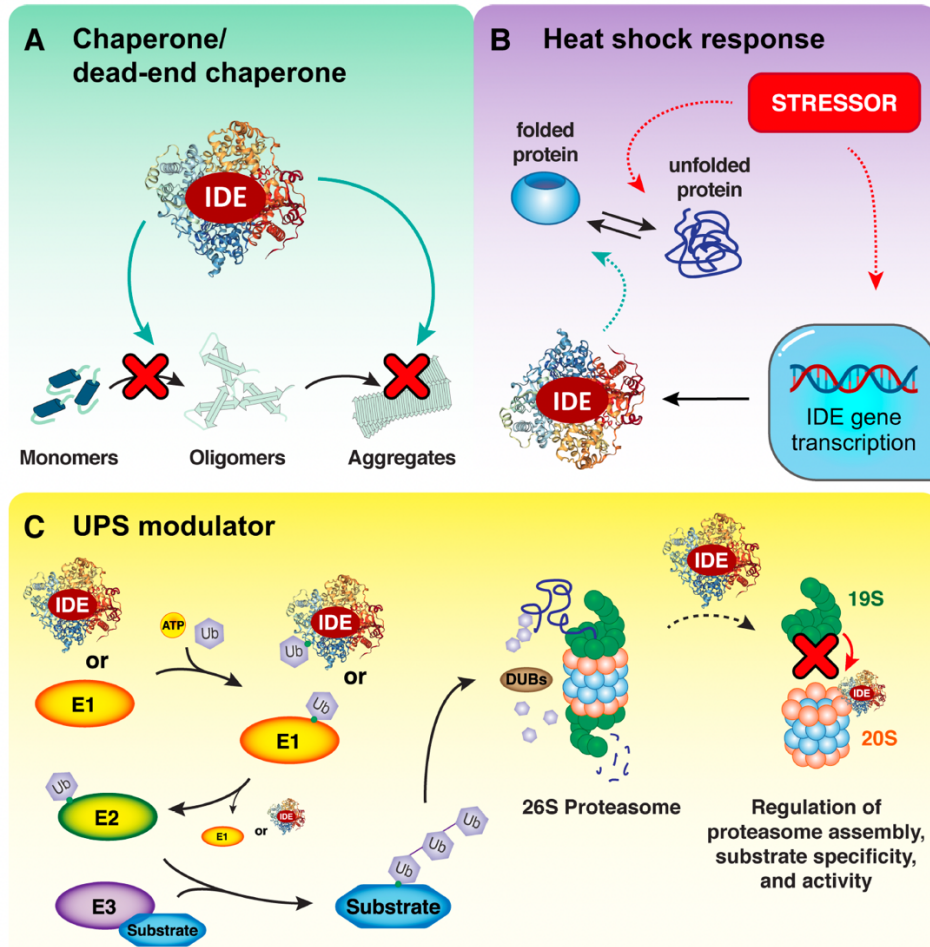 A Chaperone/
dead-end chaperone
IDE
Monomers
Oligomers
Aggregates
B Heat shock response
STRESSOR
folded
protein
unfolded
protein
IDE
IDE gene
transcription
C UPS modulator
IDE
or
E1
ATP
Ub
IDE
Ub
or
Ub
E1
Ub
E2
E1
or
IDE
E3
Substrate
Ub
Ub
Ub
Substrate
DUBs
26S Proteasome
IDE
19S
IDE
20S
Regulation of
proteasome assembly,
substrate specificity,
and activity